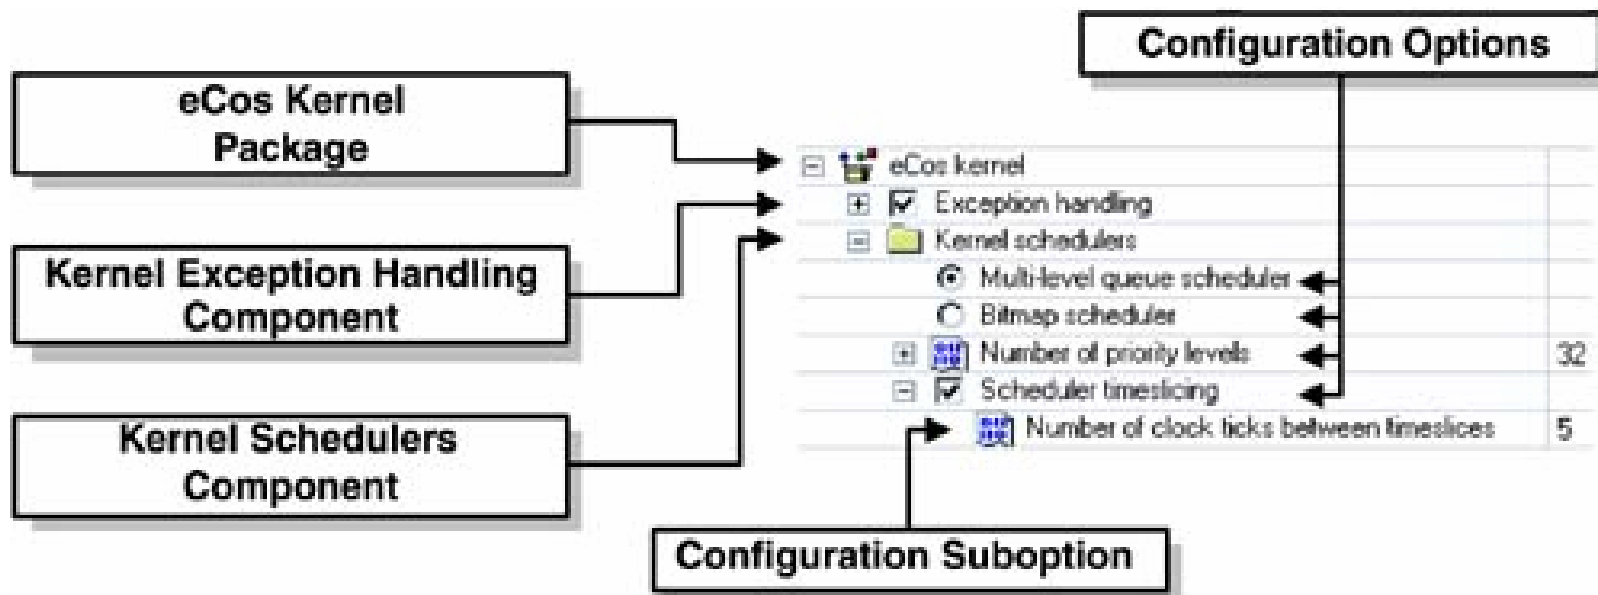 Configuration Options
eCos Kernel
Package
eCos kernel
Exception handling
Kernel schedulers
Kernel Exception Handling
Component
Multi-level queue scheduler
Bitmap scheduler
Number of priority levels 32
Scheduler timeslicing
Number of clock ticks between timeslices 5
Kernel Schedulers
Component
Configuration Suboption